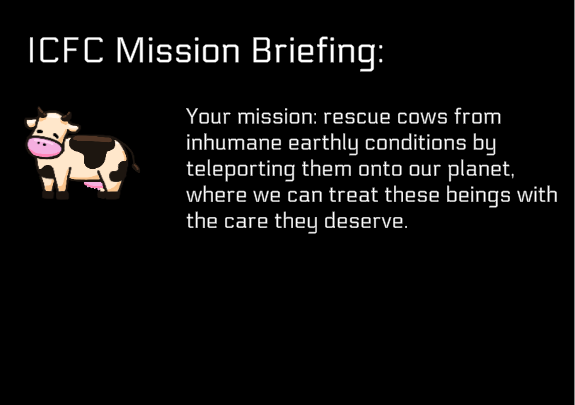 ICFC Mission Briefing:
Your mission: rescue cows from
inhumane earthly conditions by
teleporting them onto our planet,
where we can treat these beings with
the care they deserve.